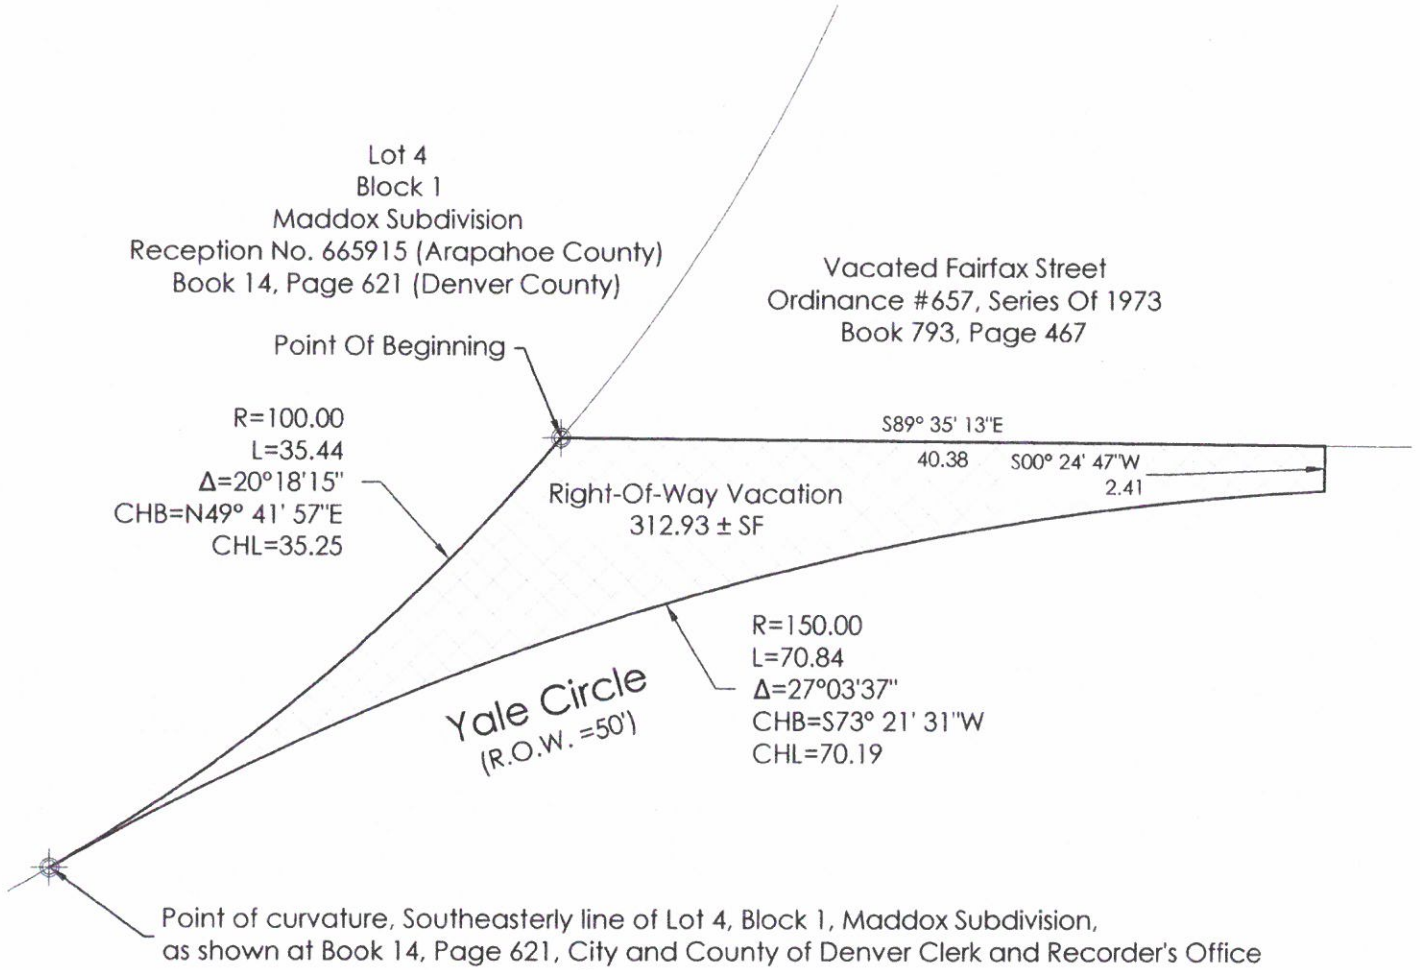 Lot 4
Block 1
Maddox Subdivision
Reception No. 665915 (Arapahoe County)
Book 14, Page 621 (Denver County)
Vacated Fairfax Street
Ordinance #657, Series Of 1973
Book 793, Page 467
Point Of Beginning
R=100.00
L=35.44
Δ=20°18'15"
CHB=N49° 41' 57"E
CHL=35.25
S89° 35' 13"E
40.38
S00° 24' 47"W
2.41
Right-Of-Way Vacation
312.93 ± SF
R=150.00
L=70.84
Δ=27°03'37"
CHB=S73° 21' 31"W
CHL=70.19
Yale Circle
(R.O.W. =50')
Point of curvature, Southeasterly line of Lot 4, Block 1, Maddox Subdivision,
as shown at Book 14, Page 621, City and County of Denver Clerk and Recorder's Office